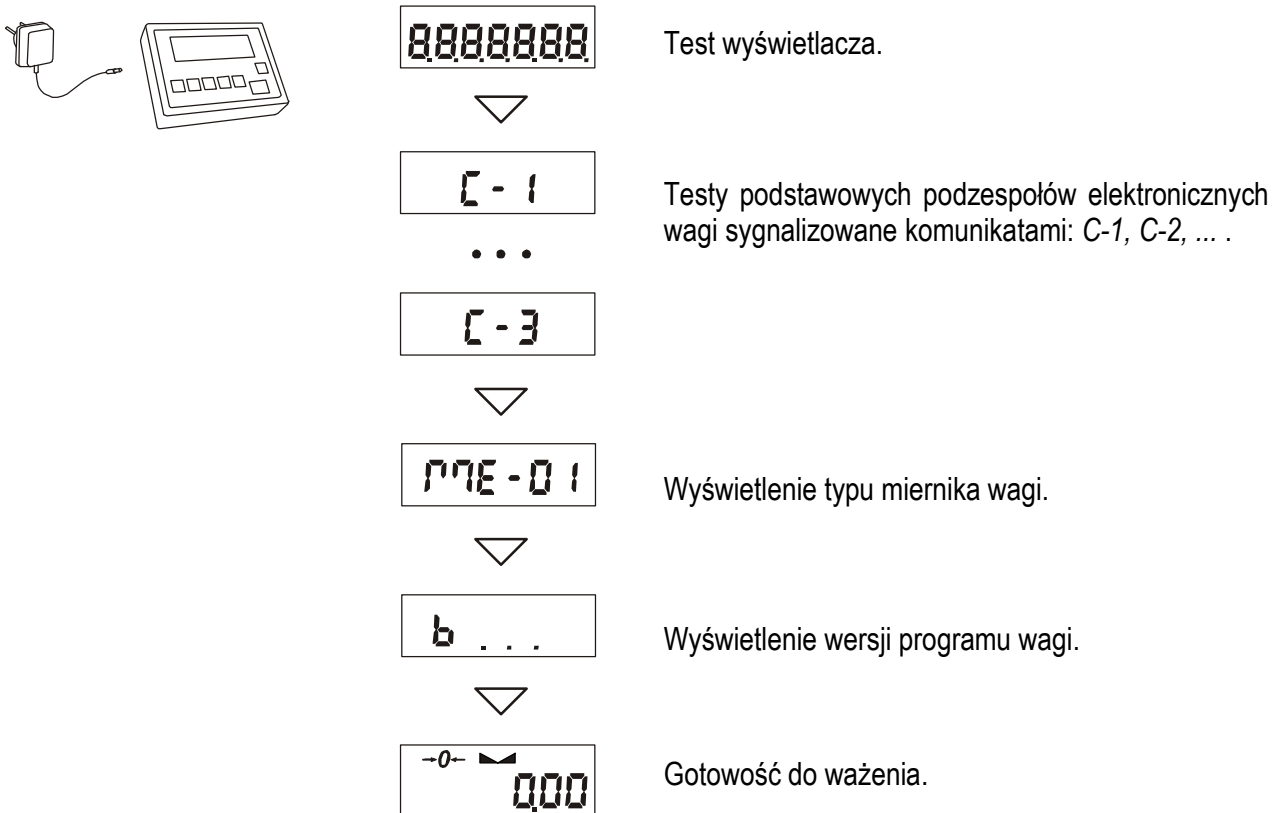 8.8.8.8.8.8.8.
Test wyświetlacza.
C-1
Testy podstawowych podzespołów elektronicznych
wagi sygnalizowane komunikatami: C-1, C-2, ... .
...
C-3
ME-01
Wyświetlenie typu miernika wagi.
b ...
Wyświetlenie wersji programu wagi.
→0←
0.00
Gotowość do ważenia.